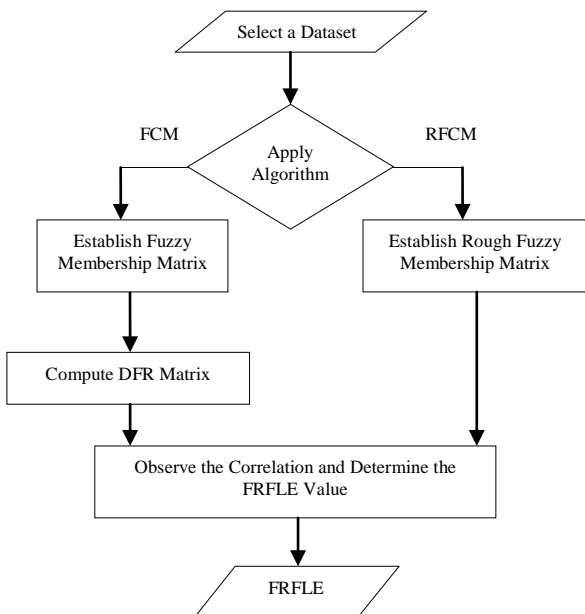 Select a Dataset
FCM
RFCM
Apply
Algorithm
Establish Fuzzy
Membership Matrix
Establish Rough Fuzzy
Membership Matrix
Compute DFR Matrix
Observe the Correlation and Determine the
FRFLE Value
FRFLE